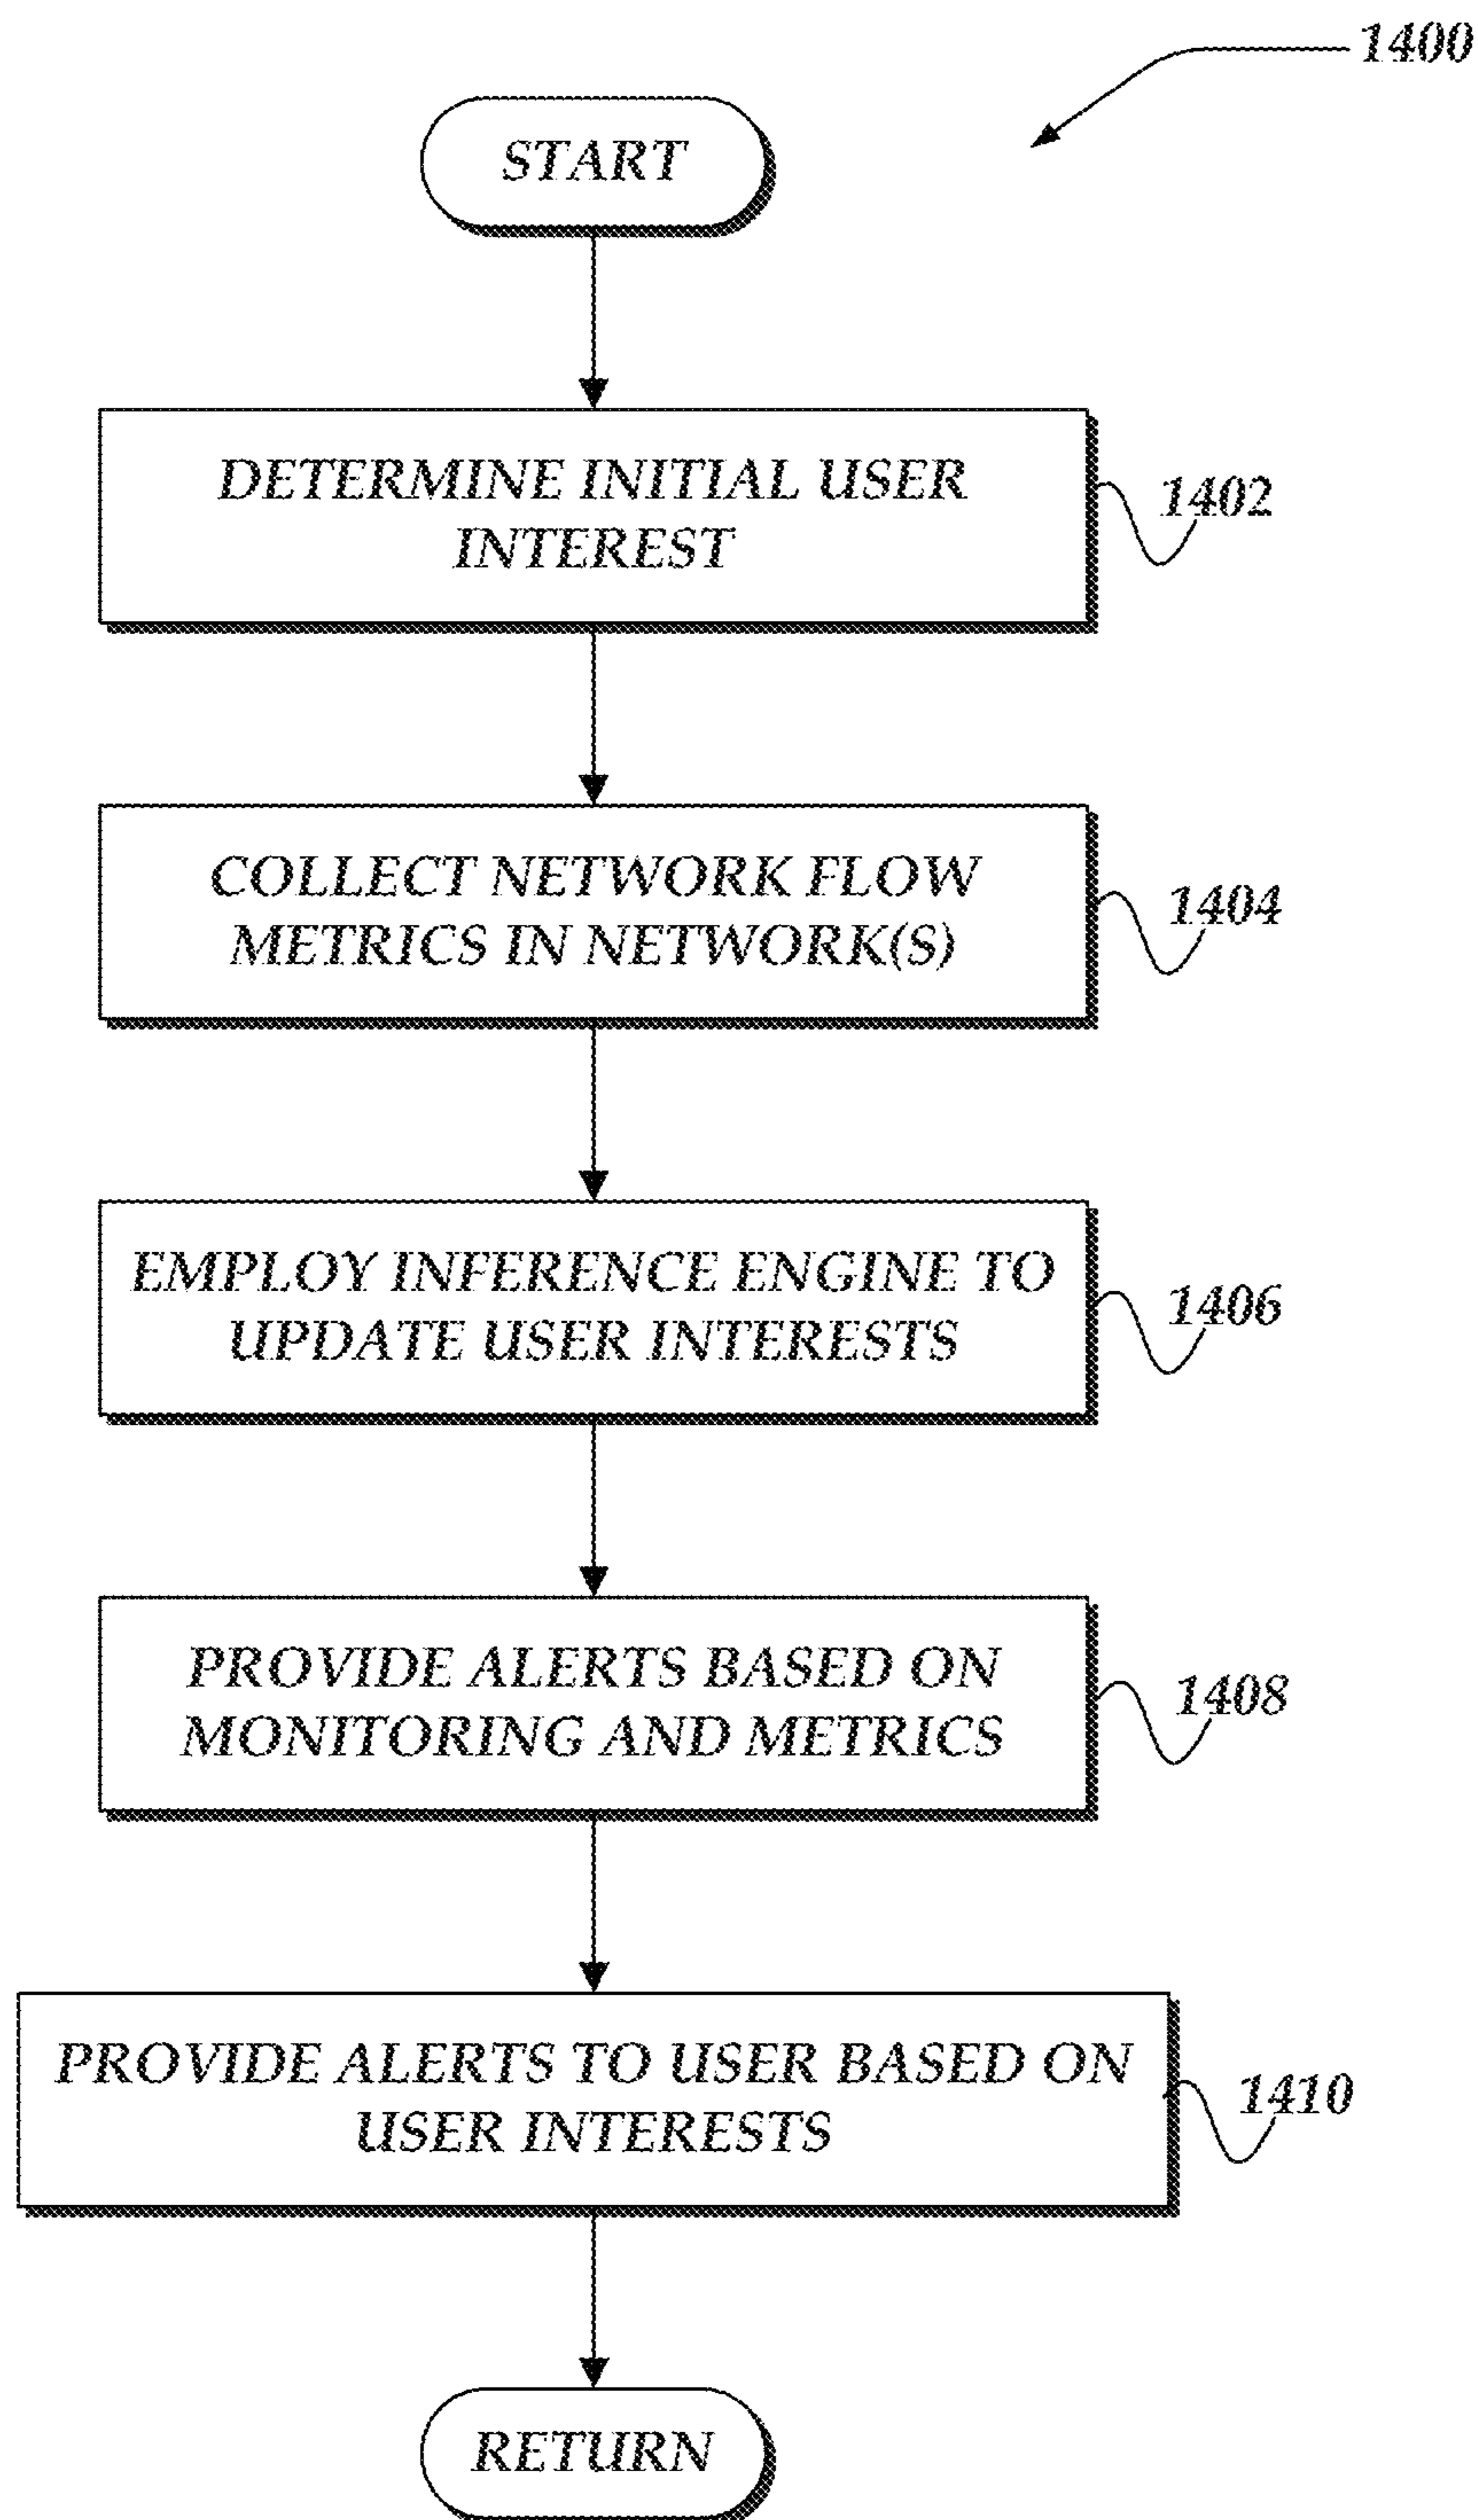 1400
START
DETERMINE INITIAL USER
INTEREST
1402
COLLECT NETWORK FLOW
METRICS IN NETWORK(S)
1404
EMPLOY INFERENCE ENGINE TO
UPDATE USER INTERESTS
1406
PROVIDE ALERTS BASED ON
MONITORING AND METRICS
1408
PROVIDE ALERTS TO USER BASED ON
USER INTERESTS
1410
RETURN